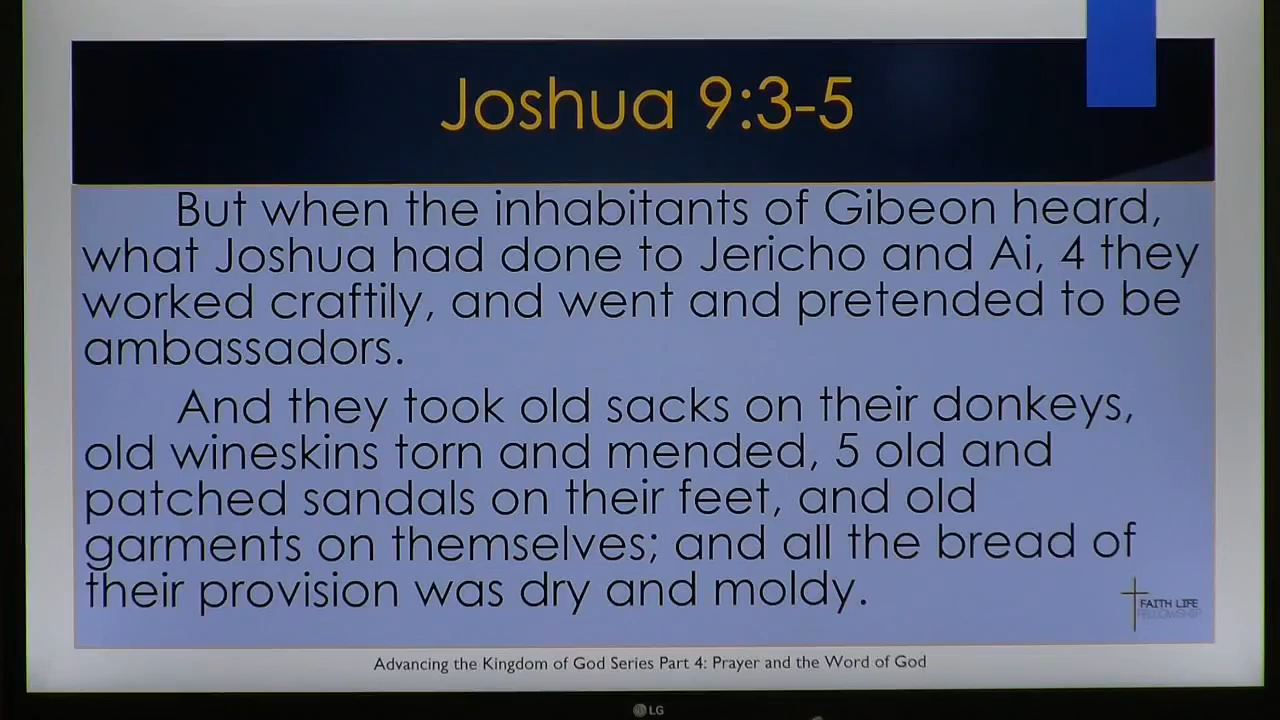 Joshua 9:3-5
But when the inhabitants of Gibeon heard,
what Joshua had done to Jericho and Ai, 4 they
worked craftily, and went and pretended to be
ambassadors.
And they took old sacks on their donkeys,
old wineskins torn and mended, 5 old and
patched sandals on their feet, and old
garments on themselves; and all the bread of
their provision was dry and moldy.
FAITH LIFE
FELLOWSHIP
Advancing the Kingdom of God Series Part 4: Prayer and the Word of God
LG